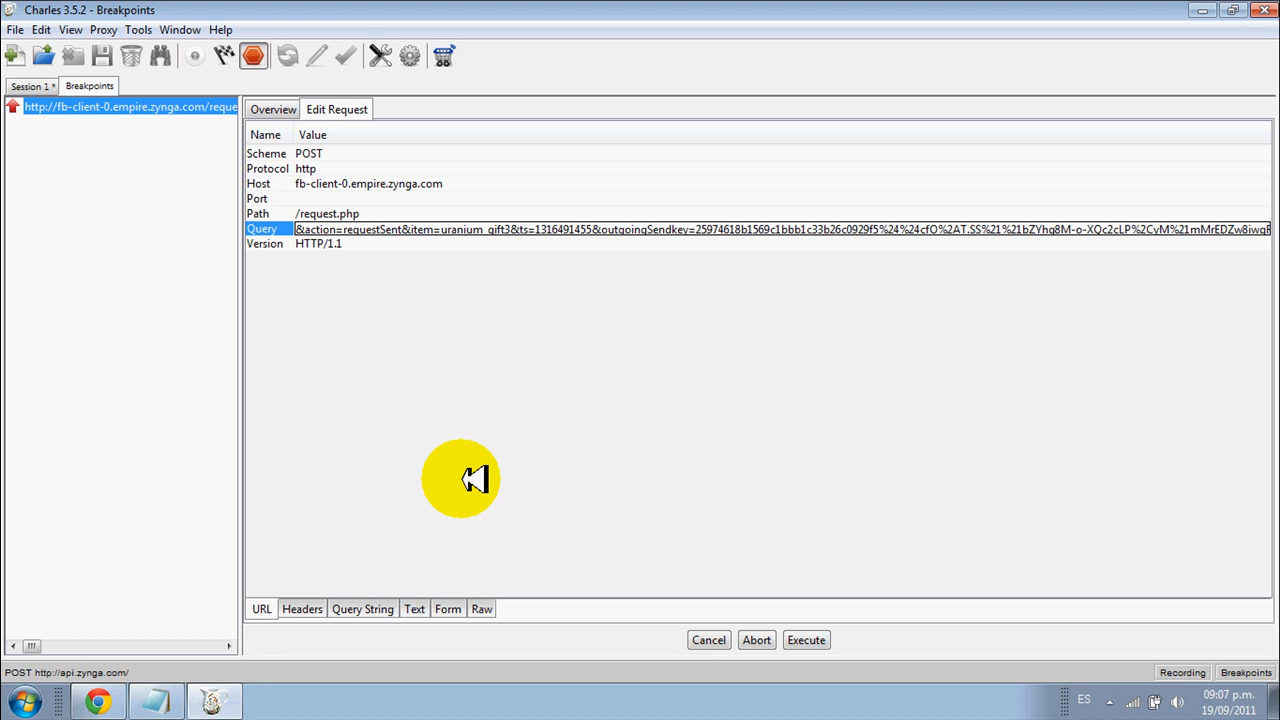 Charles 3.5.2 - Breakpoints
File Edit View Proxy Tools Window Help
Session 1 * Breakpoints
http://fb-client-0.empire.zynga.com/reque
Overview Edit Request
Name Value
Scheme POST
Protocol http
Host fb-client-0.empire.zynga.com
Port
Path /request.php
Query &action=requestSent&item=uranium_gift3&ts=1316491455&outgoingSendkey=25974618b1569c1bbb1c33b26c0929f5%24%24cfO%2AT.SS%21%21bZYhg8M-o-XQc2cLP%2CvM%21mMrEDZw8iwgF
Version HTTP/1.1
URL Headers Query String Text Form Raw
Cancel Abort Execute
POST http://api.zynga.com/
Recording Breakpoints
ES
09:07 p.m.
19/09/2011